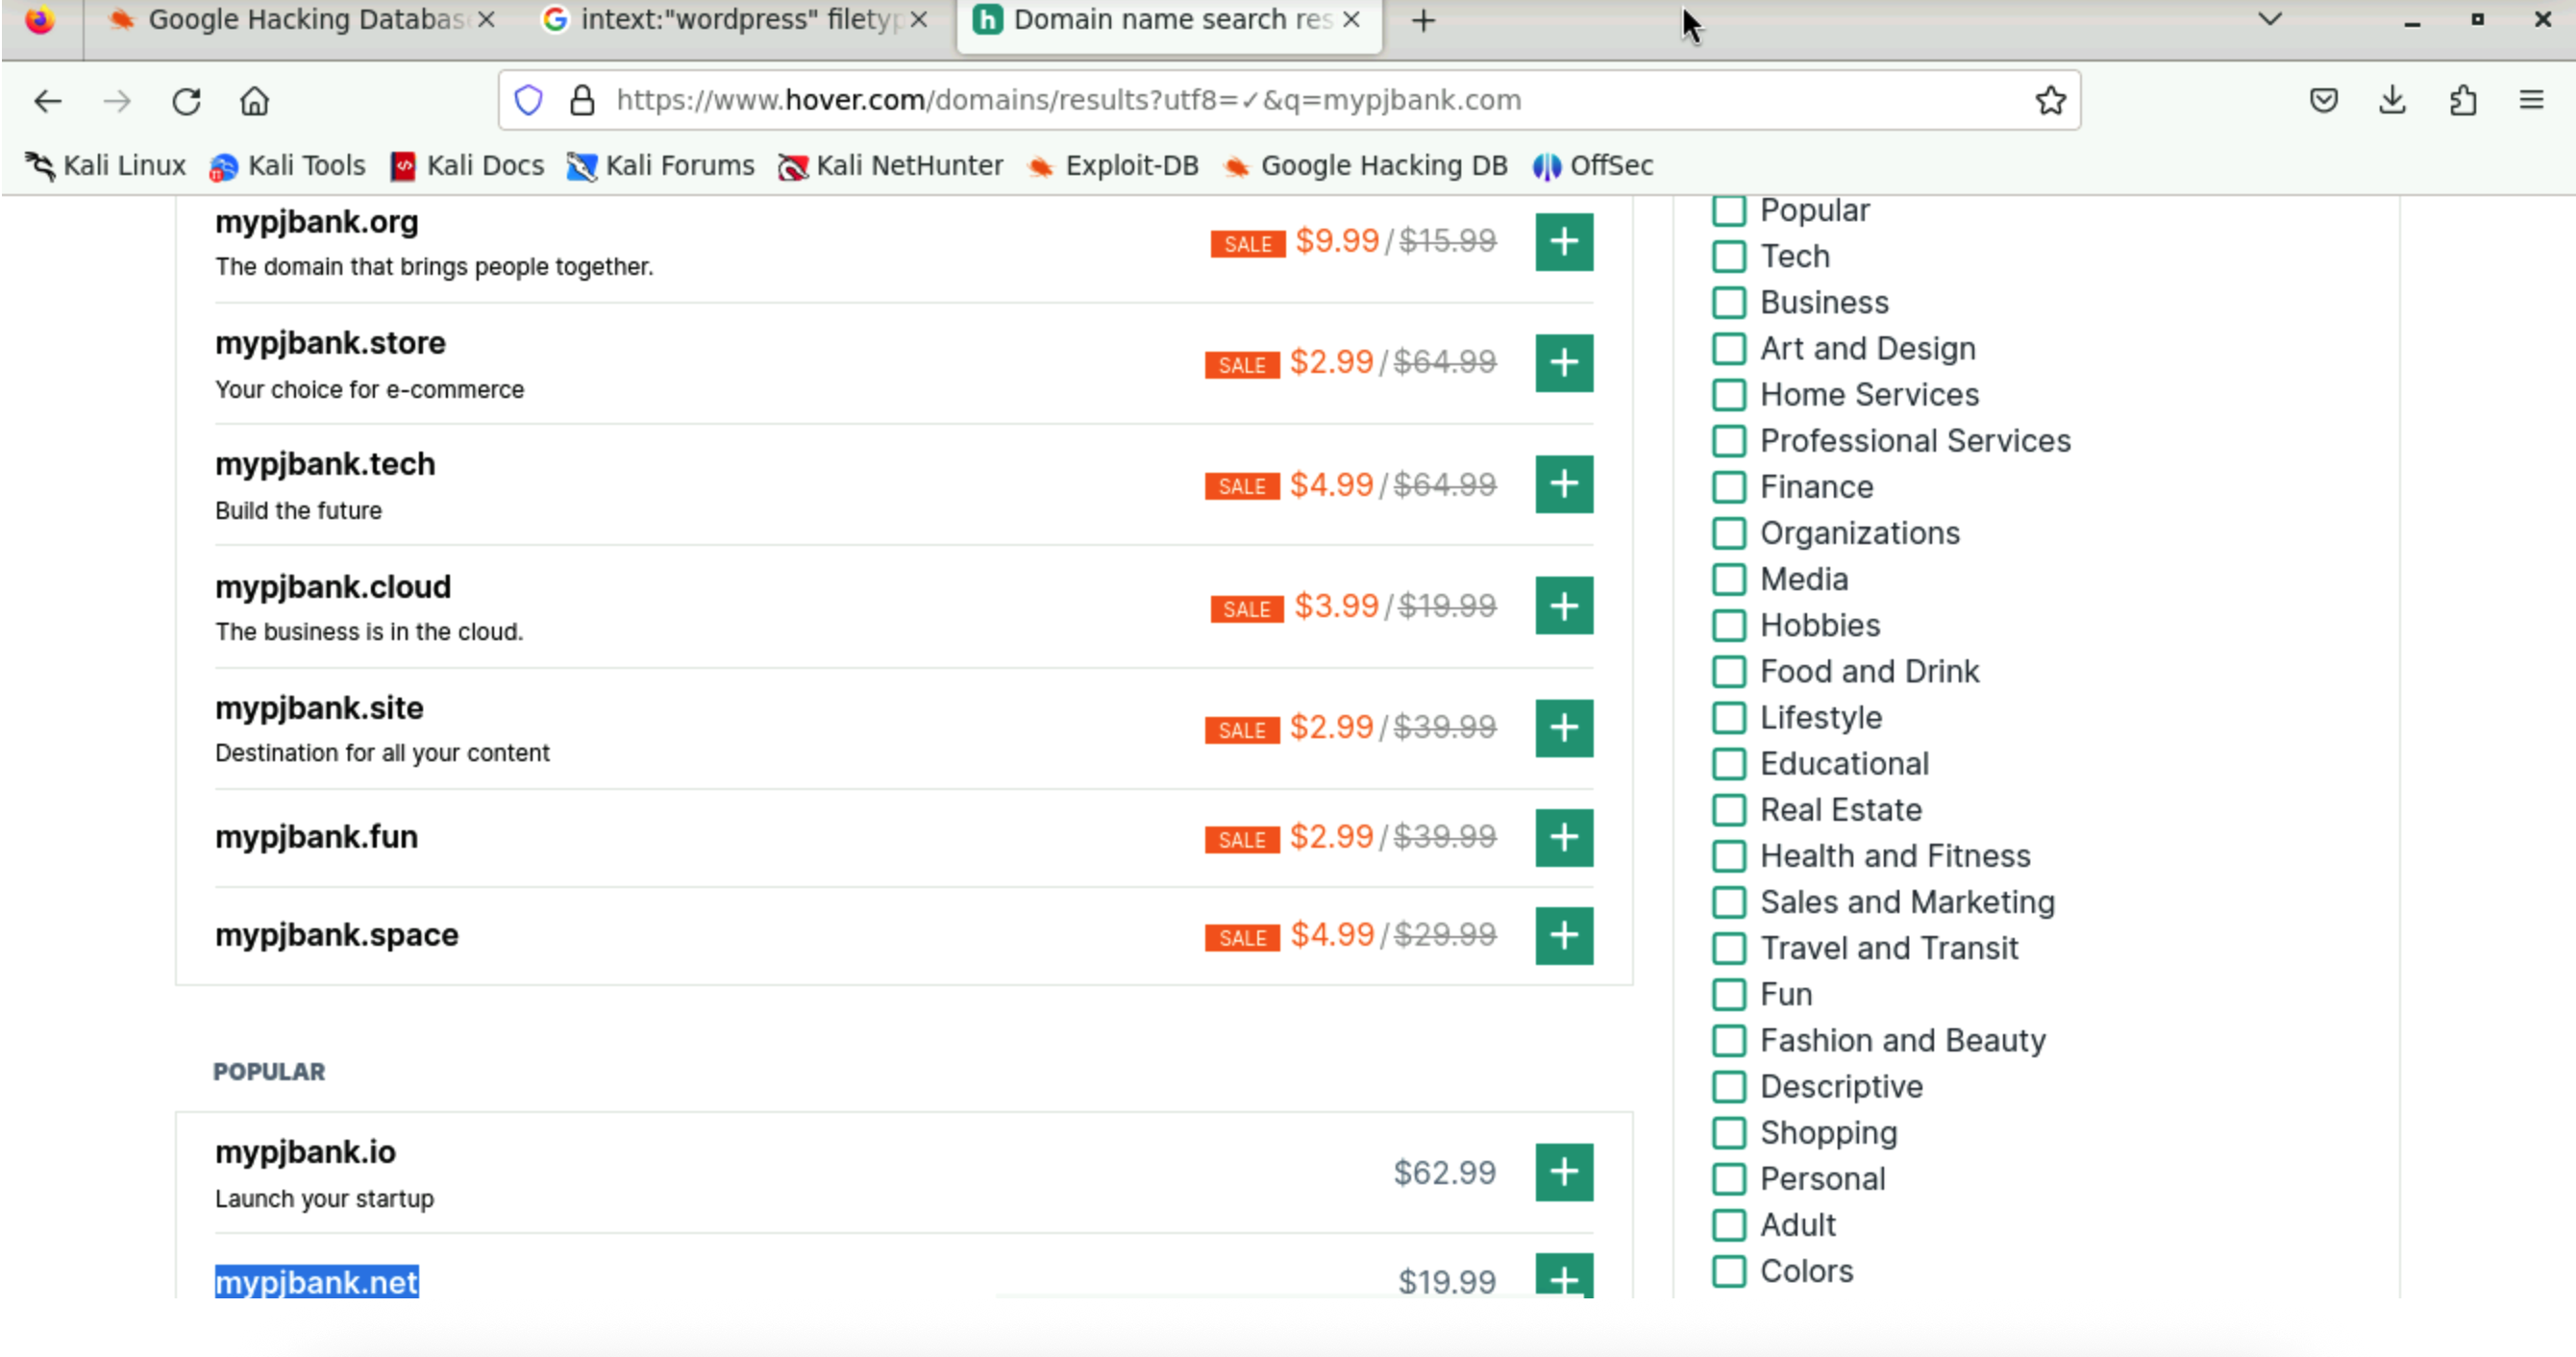 Google Hacking Databas
intext:"wordpress" filetyp
Domain name search res
https://www.hover.com/domains/results?utf8=✓&q=mypjbank.com
Kali Linux Kali Tools Kali Docs Kali Forums Kali NetHunter Exploit-DB Google Hacking DB OffSec
mypjbank.org
The domain that brings people together.
SALE $9.99/$15.99
mypjbank.store
Your choice for e-commerce
SALE $2.99/$64.99
mypjbank.tech
Build the future
SALE $4.99/$64.99
mypjbank.cloud
The business is in the cloud.
SALE $3.99/$19.99
mypjbank.site
Destination for all your content
SALE $2.99/$39.99
mypjbank.fun
SALE $2.99/$39.99
mypjbank.space
SALE $4.99/$29.99
POPULAR
mypjbank.io
Launch your startup
$62.99
mypjbank.net
$19.99
Popular
Tech
Business
Art and Design
Home Services
Professional Services
Finance
Organizations
Media
Hobbies
Food and Drink
Lifestyle
Educational
Real Estate
Health and Fitness
Sales and Marketing
Travel and Transit
Fun
Fashion and Beauty
Descriptive
Shopping
Personal
Adult
Colors